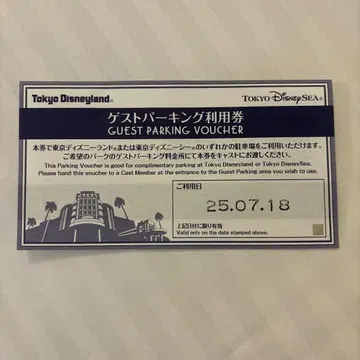 Tokyo Disneyland®
TOKYO DISNEYSEA®
ゲストパーキング利用券
GUEST PARKING VOUCHER
本券で東京ディズニーランド®または東京ディズニーシー®のいずれかの駐車場をご利用いただけます。
ご希望のパークのゲストパーキング料金所にて本券をキャストにお渡しください。
This Parking Voucher is good for complimentary parking at Tokyo Disneyland or Tokyo DisneySea.
Please hand this voucher to a Cast Member at the entrance to the Guest Parking area you wish to use.
ご利用日
25.07.18
上記日付に限り有効
Valid only on the date stamped above.